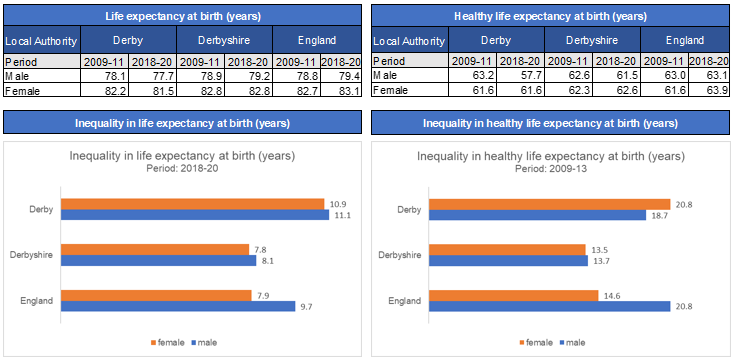 Life expectancy at birth (years)
Local Authority Derby Derbyshire England
Period 2009-11 2018-20 2009-11 2018-20 2009-11 2018-20
Male 78.1 77.7 78.9 79.2 78.8 79.4
Female 82.2 81.5 82.8 82.8 82.7 83.1
Healthy life expectancy at birth (years)
Local Authority Derby Derbyshire England
Period 2009-11 2018-20 2009-11 2018-20 2009-11 2018-20
Male 63.2 57.7 62.6 61.5 63.0 63.1
Female 61.6 61.6 62.3 62.6 61.6 63.9
Inequality in life expectancy at birth (years)
Inequality in life expectancy at birth (years)
Period: 2018-20
Derby 10.9
11.1
Derbyshire 7.8
8.1
England 7.9
9.7
female male
Inequality in healthy life expectancy at birth (years)
Inequality in healthy life expectancy at birth (years)
Period: 2009-13
Derby 20.8
18.7
Derbyshire 13.5
13.7
England 14.6
20.8
female male